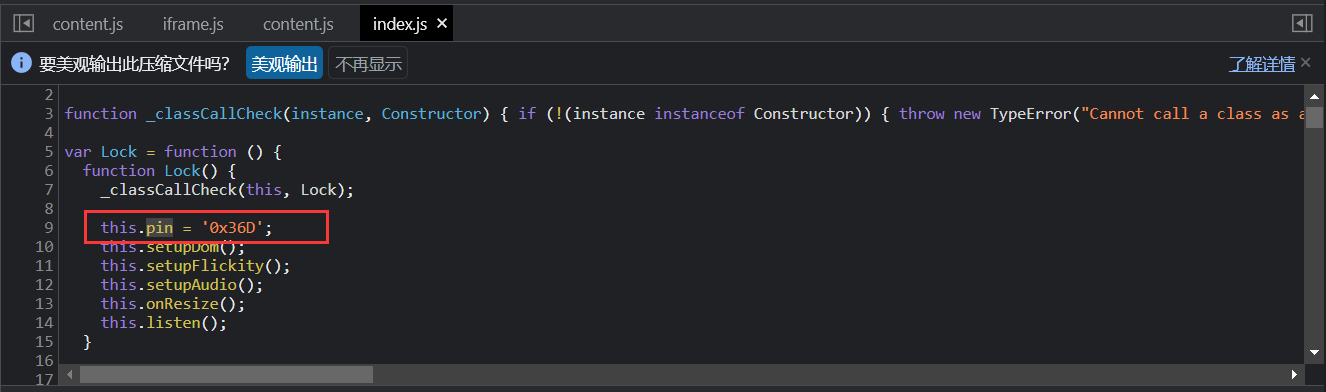 content.js iframe.js content.js index.js ×
要美观输出此压缩文件吗? 美观输出 不再显示 了解详情 ×
2
3 function _classCallCheck(instance, Constructor) { if (!(instance instanceof Constructor)) { throw new TypeError("Cannot call a class as a
4
5 var Lock = function () {
6 function Lock() {
7 _classCallCheck(this, Lock);
8
9 this.pin = '0x36D';
10 this.setupDom();
11 this.setupFlickity();
12 this.setupAudio();
13 this.onResize();
14 this.listen();
15 }
16
17